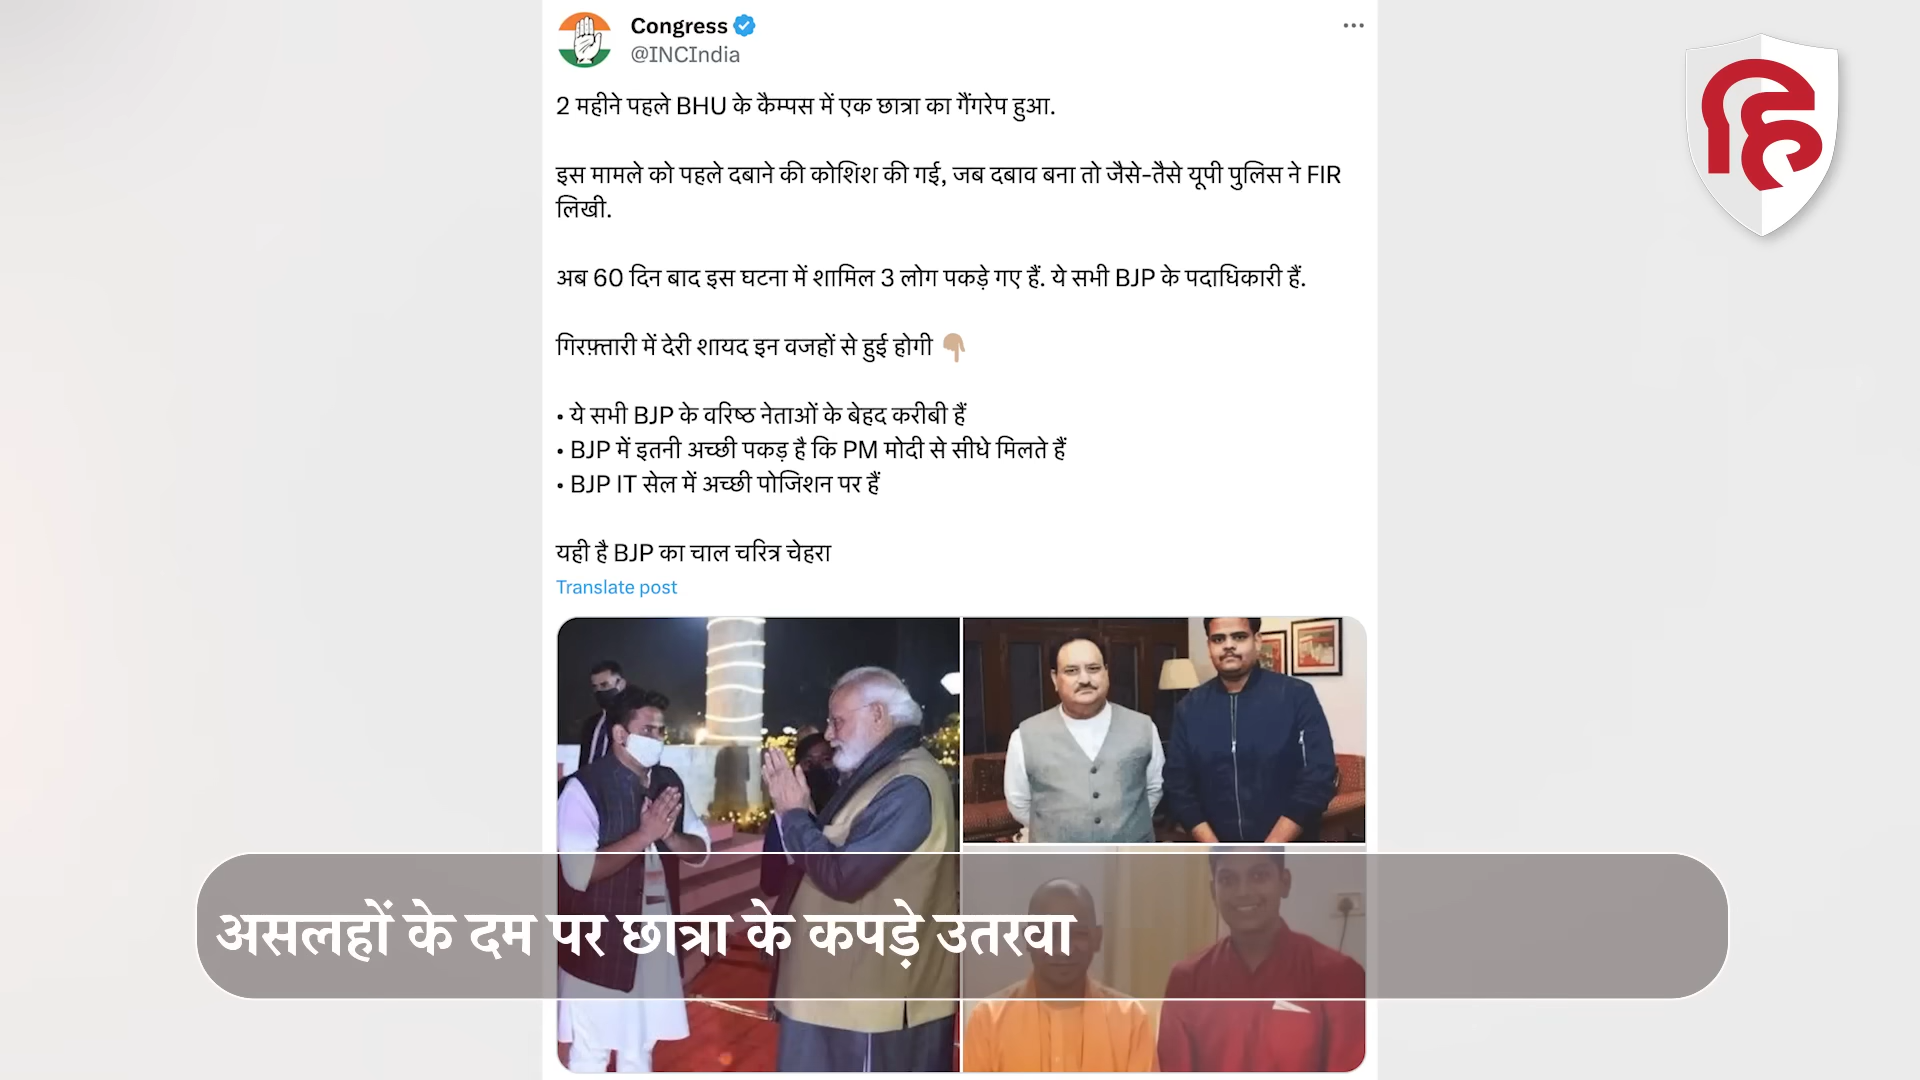 Congress
@INCIndia
2 महीने पहले BHU के कैम्पस में एक छात्रा का गैंगरेप हुआ.
इस मामले को पहले दबाने की कोशिश की गई, जब दबाव बना तो जैसे-तैसे यूपी पुलिस ने FIR
लिखी.
अब 60 दिन बाद इस घटना में शामिल 3 लोग पकड़े गए हैं. ये सभी BJP के पदाधिकारी हैं.
गिरफ़्तारी में देरी शायद इन वजहों से हुई होगी 👇🏼
• ये सभी BJP के वरिष्ठ नेताओं के बेहद करीबी हैं
• BJP में इतनी अच्छी पकड़ है कि PM मोदी से सीधे मिलते हैं
• BJP IT सेल में अच्छी पोजिशन पर हैं
यही है BJP का चाल चरित्र चेहरा
Translate post
असलहों के दम पर छात्रा के कपड़े उतरवा
हि